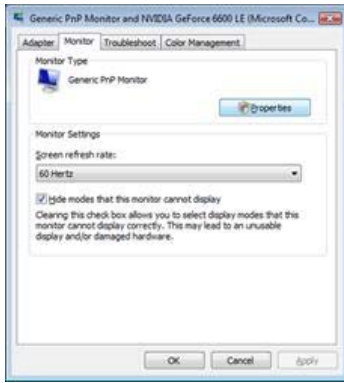 Generic PnP Monitor and NVIDIA GeForce 6600 LE (Microsoft Co...
Adapter Monitor Troubleshoot Color Management
Monitor Type
Generic PnP Monitor
Properties
Monitor Settings
Screen refresh rate:
60 Hertz
Hide modes that this monitor cannot display
Clearing this check box allows you to select display modes that this
monitor cannot display correctly. This may lead to an unusable
display and/or damaged hardware.
OK Cancel Apply